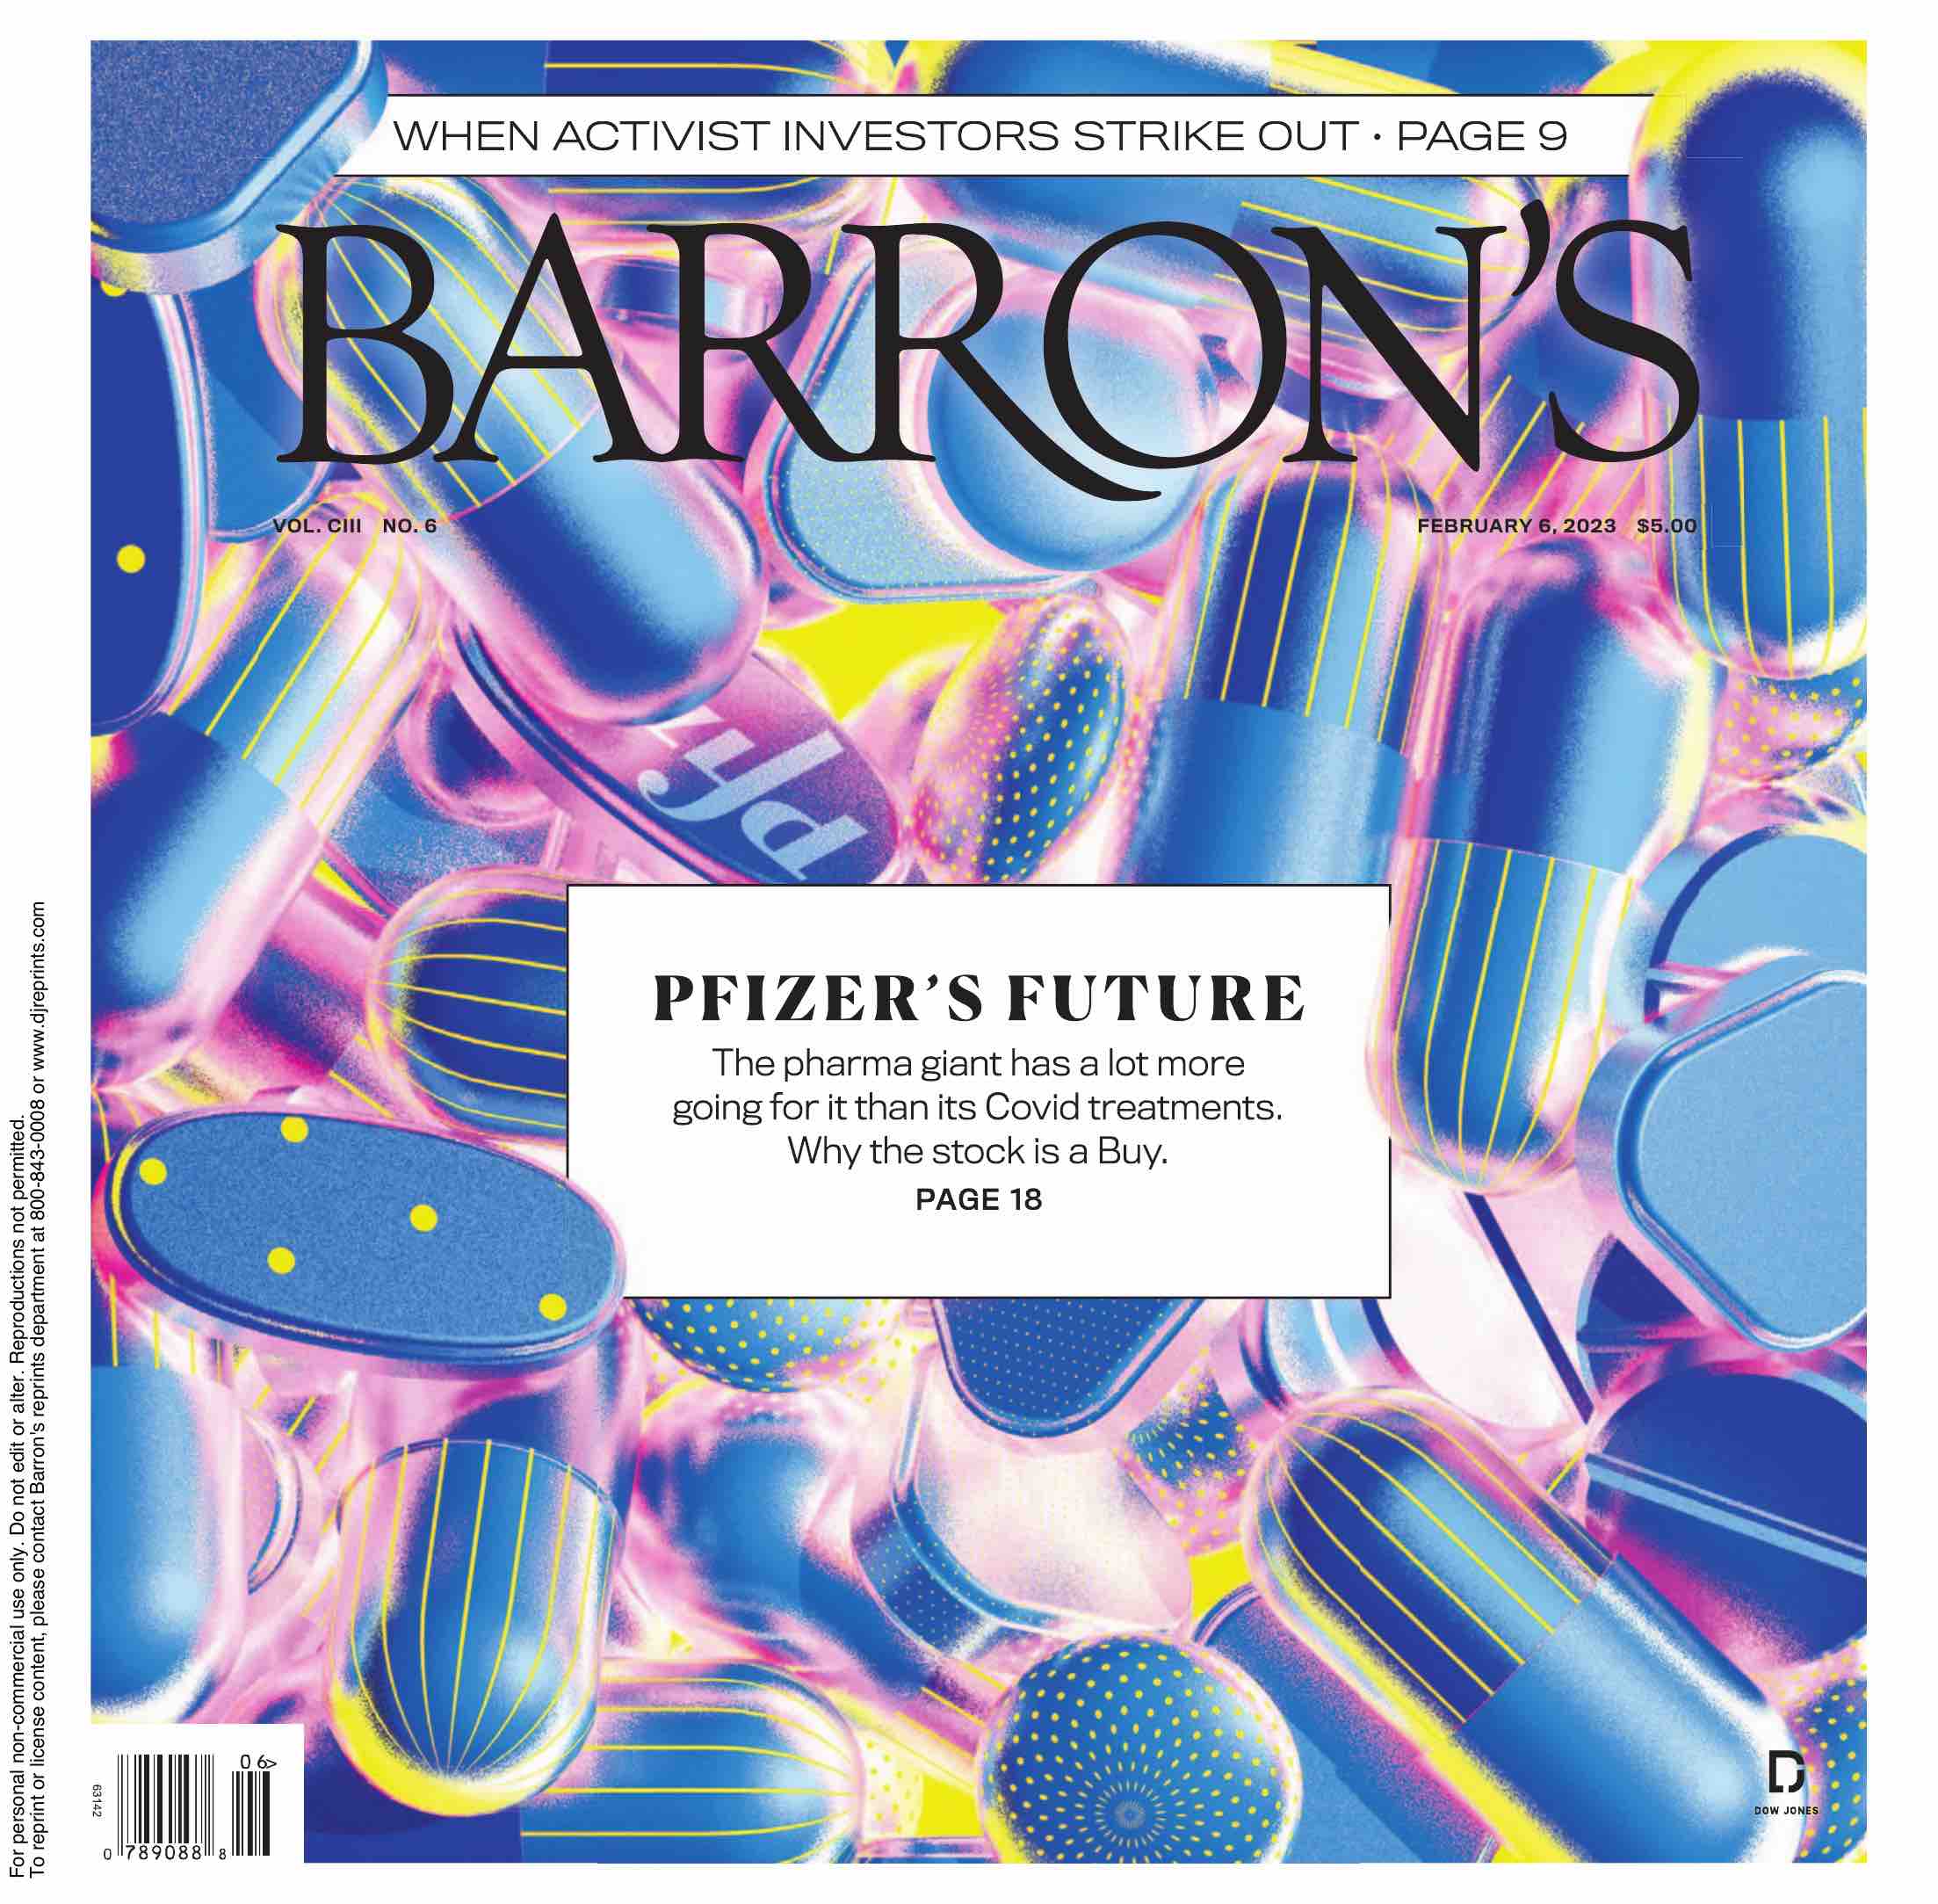 WHEN ACTIVIST INVESTORS STRIKE OUT • PAGE 9
BARRON'S
VOL. CIII NO. 6
FEBRUARY 6, 2023 $5.00
Pfiz
PFIZER'S FUTURE
The pharma giant has a lot more
going for it than its Covid treatments.
Why the stock is a Buy.
PAGE 18
For personal non-commercial use only. Do not edit or alter. Reproductions not permitted.
To reprint or license content, please contact Barron's reprints department at 800-843-0008 or www.djreprints.com
63142
06>
0 789088 8
D
DOW JONES